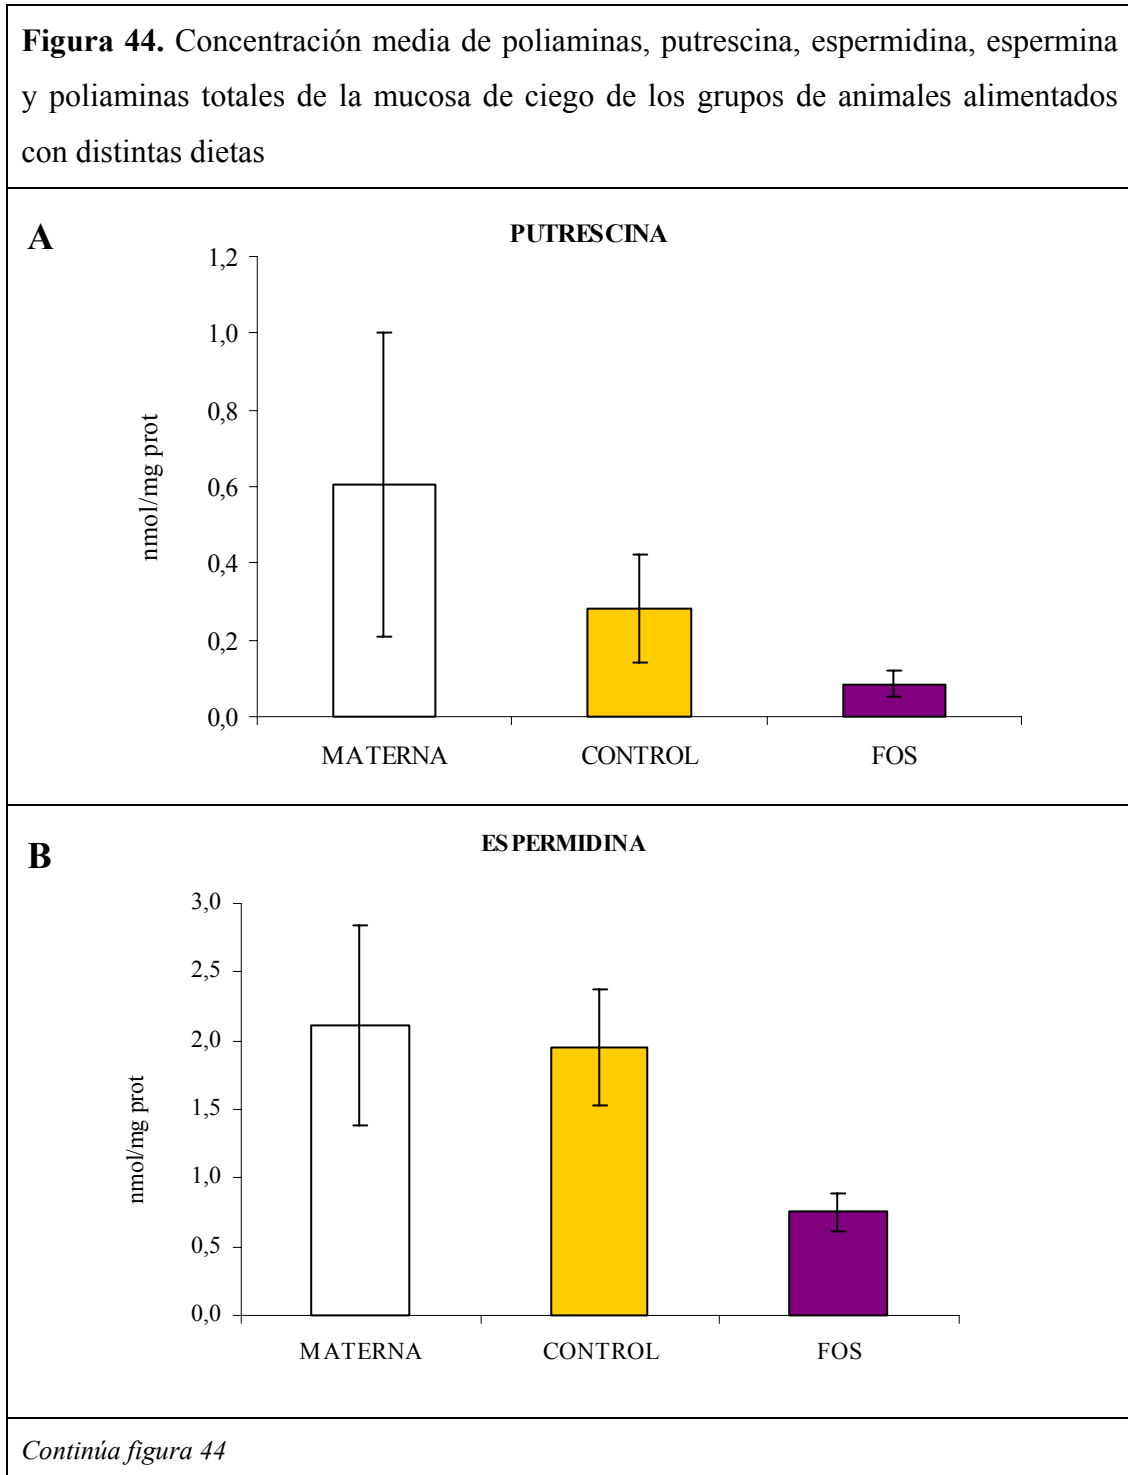 Figura 44. Concentración media de poliaminas, putrescina, espermidina, espermina
y poliaminas totales de la mucosa de ciego de los grupos de animales alimentados
con distintas dietas
A
PUTRESCINA
1,2
1,0
0,8
0,6
0,4
0,2
0,0
nmol/mg prot
MATERNA CONTROL FOS
B
ESPERMIDINA
3,0
2,5
2,0
1,5
1,0
0,5
0,0
nmol/mg prot
MATERNA CONTROL FOS
Continúa figura 44